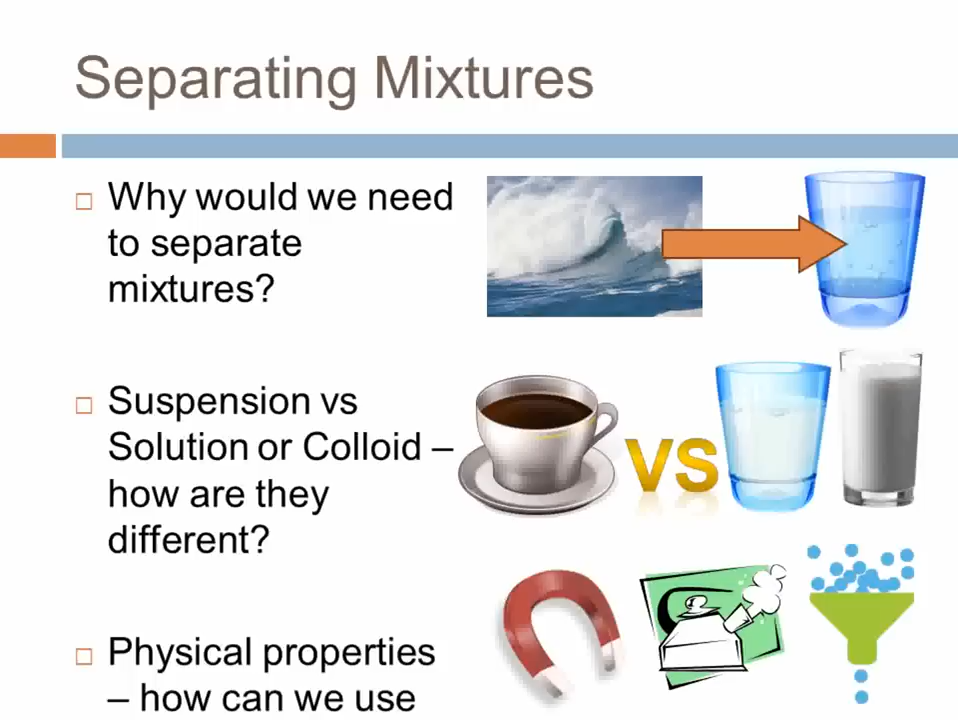 Separating Mixtures
Why would we need
to separate
mixtures?
Suspension vs
Solution or Colloid –
how are they
different?
VS
Physical properties
– how can we use